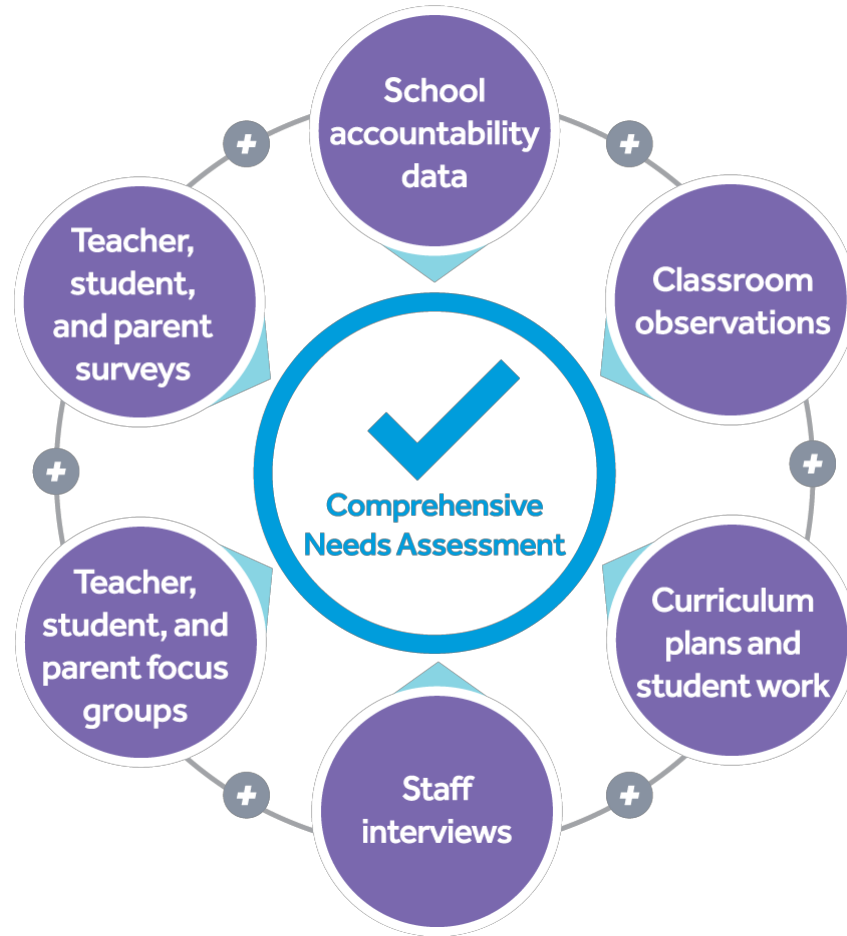 School
accountability
data
Classroom
observations
Curriculum
plans and
student work
Staff
interviews
Teacher,
student, and
parent focus
groups
Teacher,
student,
and parent
surveys
Comprehensive
Needs Assessment